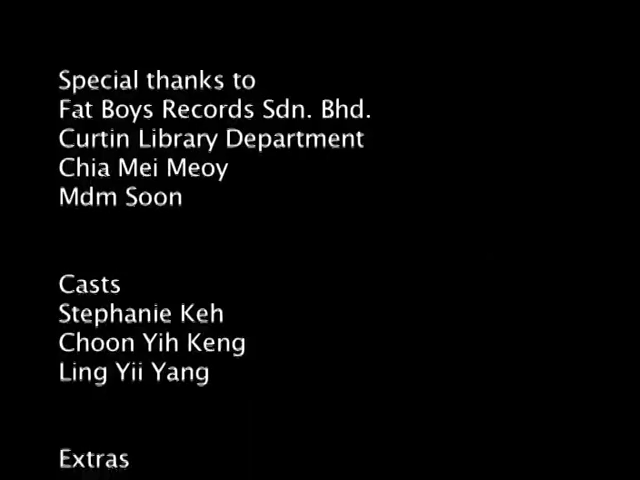 Special thanks to
Fat Boys Records Sdn. Bhd.
Curtin Library Department
Chia Mei Meoy
Mdm Soon
Casts
Stephanie Keh
Choon Yih Keng
Ling Yii Yang
Extras